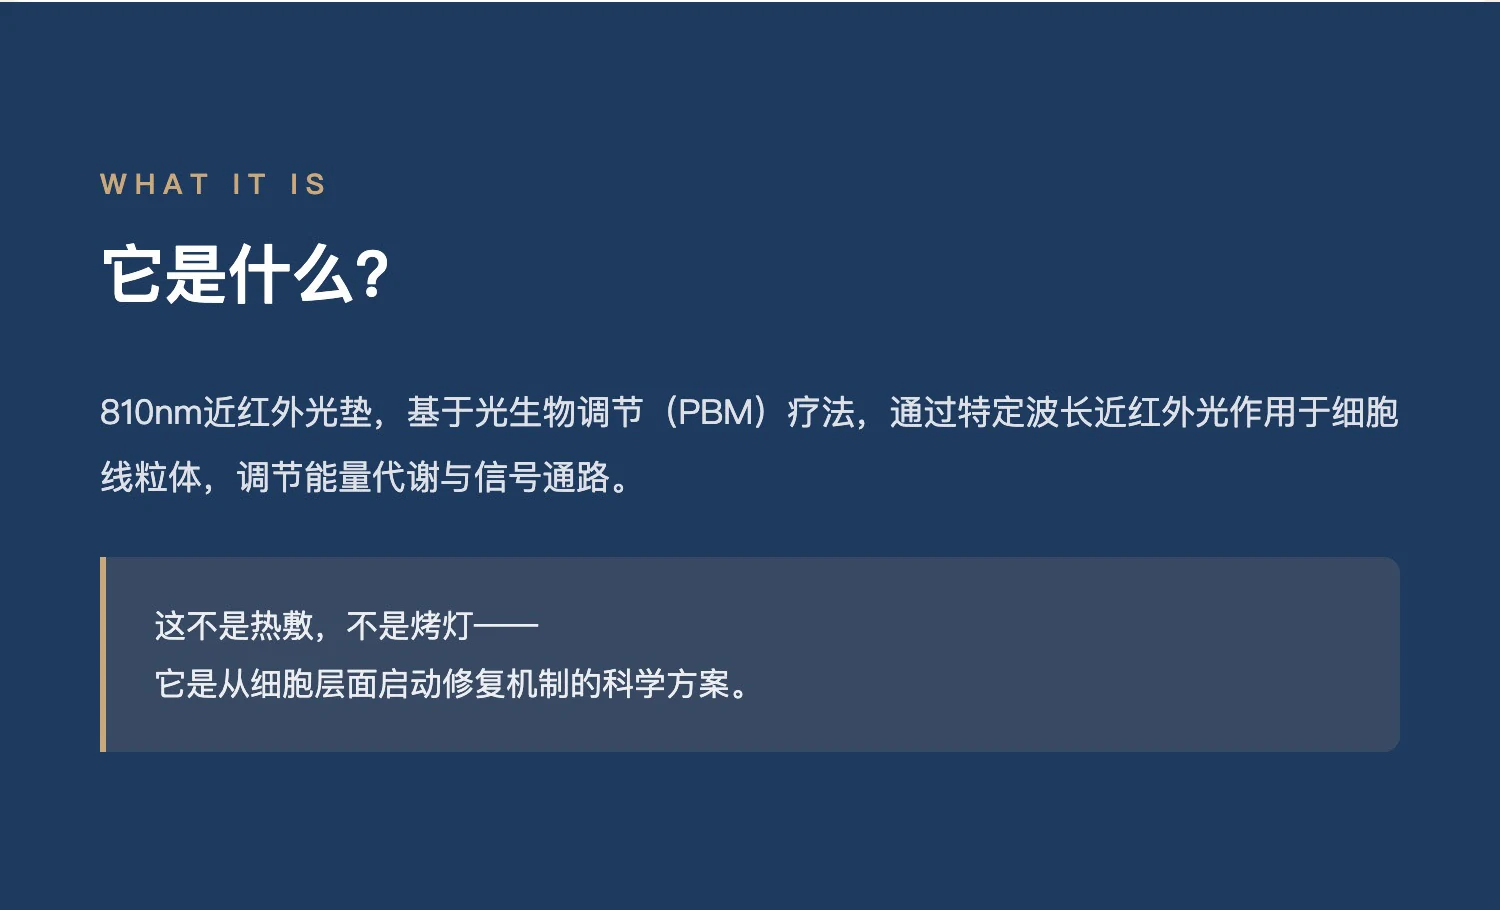 WHAT IT IS
它是什么？
810nm近红外光垫，基于光生物调节（PBM）疗法，通过特定波长近红外光作用于细胞
线粒体，调节能量代谢与信号通路。
这不是热敷，不是烤灯——
它是从细胞层面启动修复机制的科学方案。